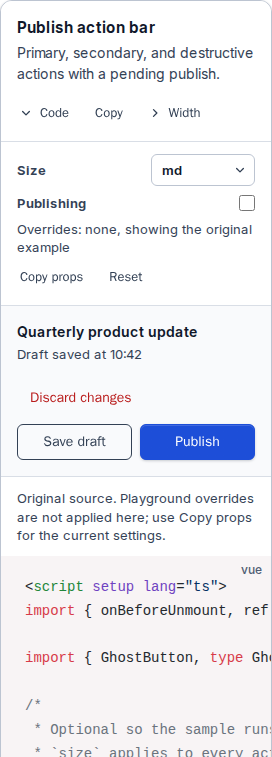 Publish action bar
Primary, secondary, and destructive
actions with a pending publish.
Code Copy Width
Size md
Publishing
Overrides: none, showing the original
example
Copy props Reset
Quarterly product update
Draft saved at 10:42
Discard changes
Save draft Publish
Original source. Playground overrides
are not applied here; use Copy props
for the current settings.
vue
<script setup lang="ts">
import { onBeforeUnmount, ref
import { GhostButton, type Gho
/*
* Optional so the sample runs
* `size` applies to every act